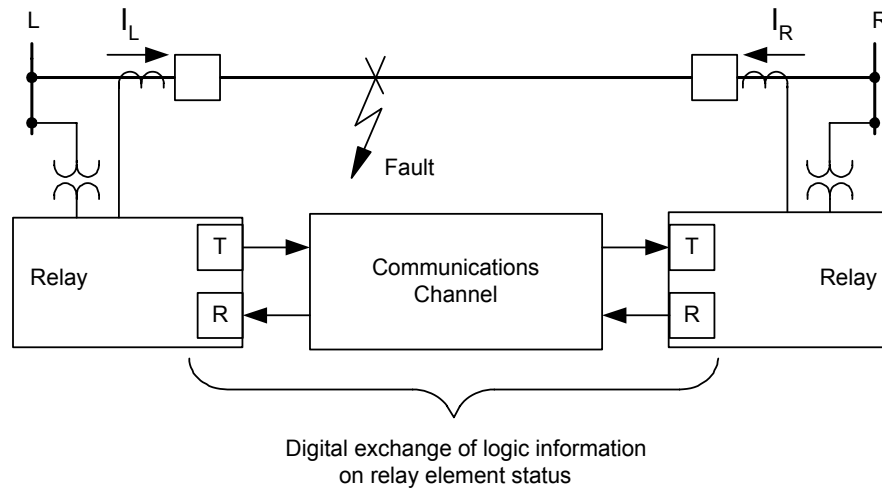 L
I_L
I_R
R
Fault
Relay
T
R
Communications
Channel
T
R
Relay
Digital exchange of logic information
on relay element status